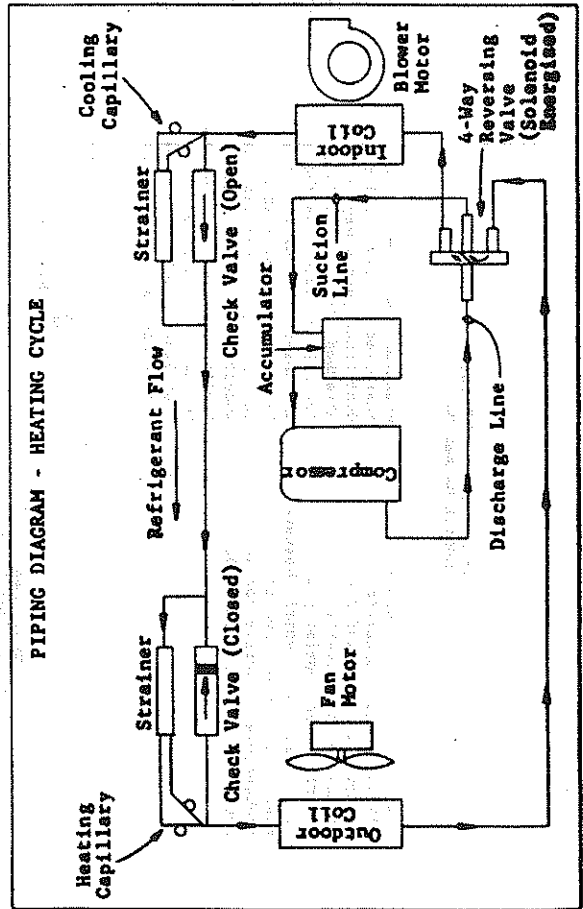 PIPING DIAGRAM - HEATING CYCLE
Heating
Capillary
Strainer
Check Valve (Closed)
Refrigerant Flow
Strainer
Check Valve (Open)
Cooling
Capillary
Outdoor
Coil
Fan
Motor
Compressor
Accumulator
Suction
Line
Discharge Line
Indoor
Coil
Blower
Motor
4-Way
Reversing
Valve
(Solenoid
Energised)